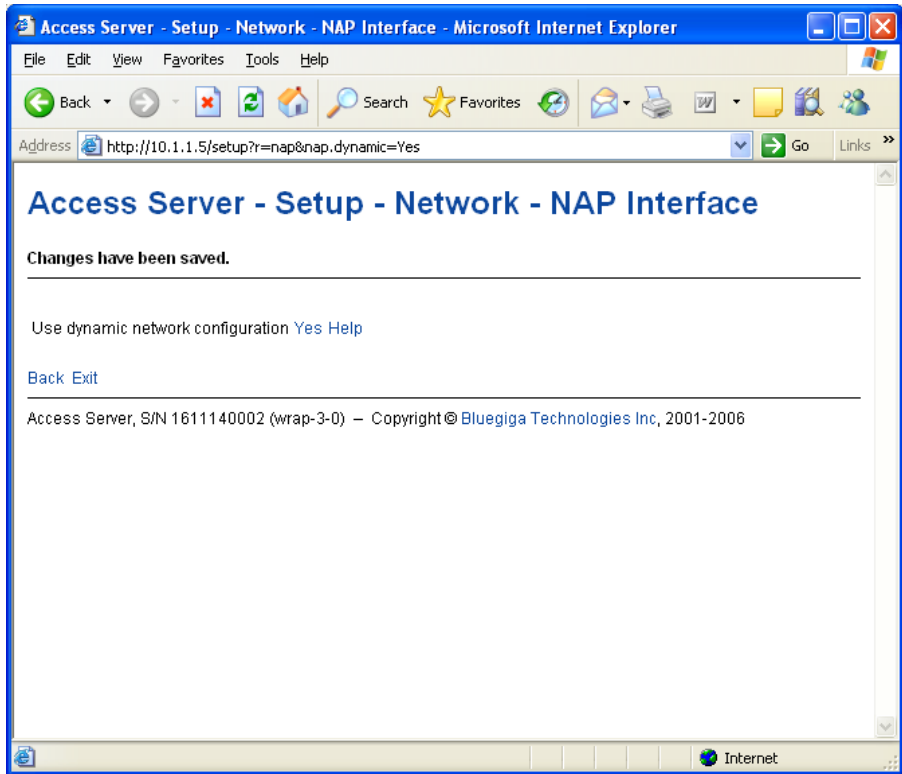 Access Server - Setup - Network - NAP Interface - Microsoft Internet Explorer
File Edit View Favorites Tools Help
Back Search Favorites
Address http://10.1.1.5/setup?r=nap&nap.dynamic=Yes Go Links »
Access Server - Setup - Network - NAP Interface
Changes have been saved.
Use dynamic network configuration Yes Help
Back Exit
Access Server, S/N 1611140002 (wrap-3-0) – Copyright © Bluegiga Technologies Inc, 2001-2006
Internet